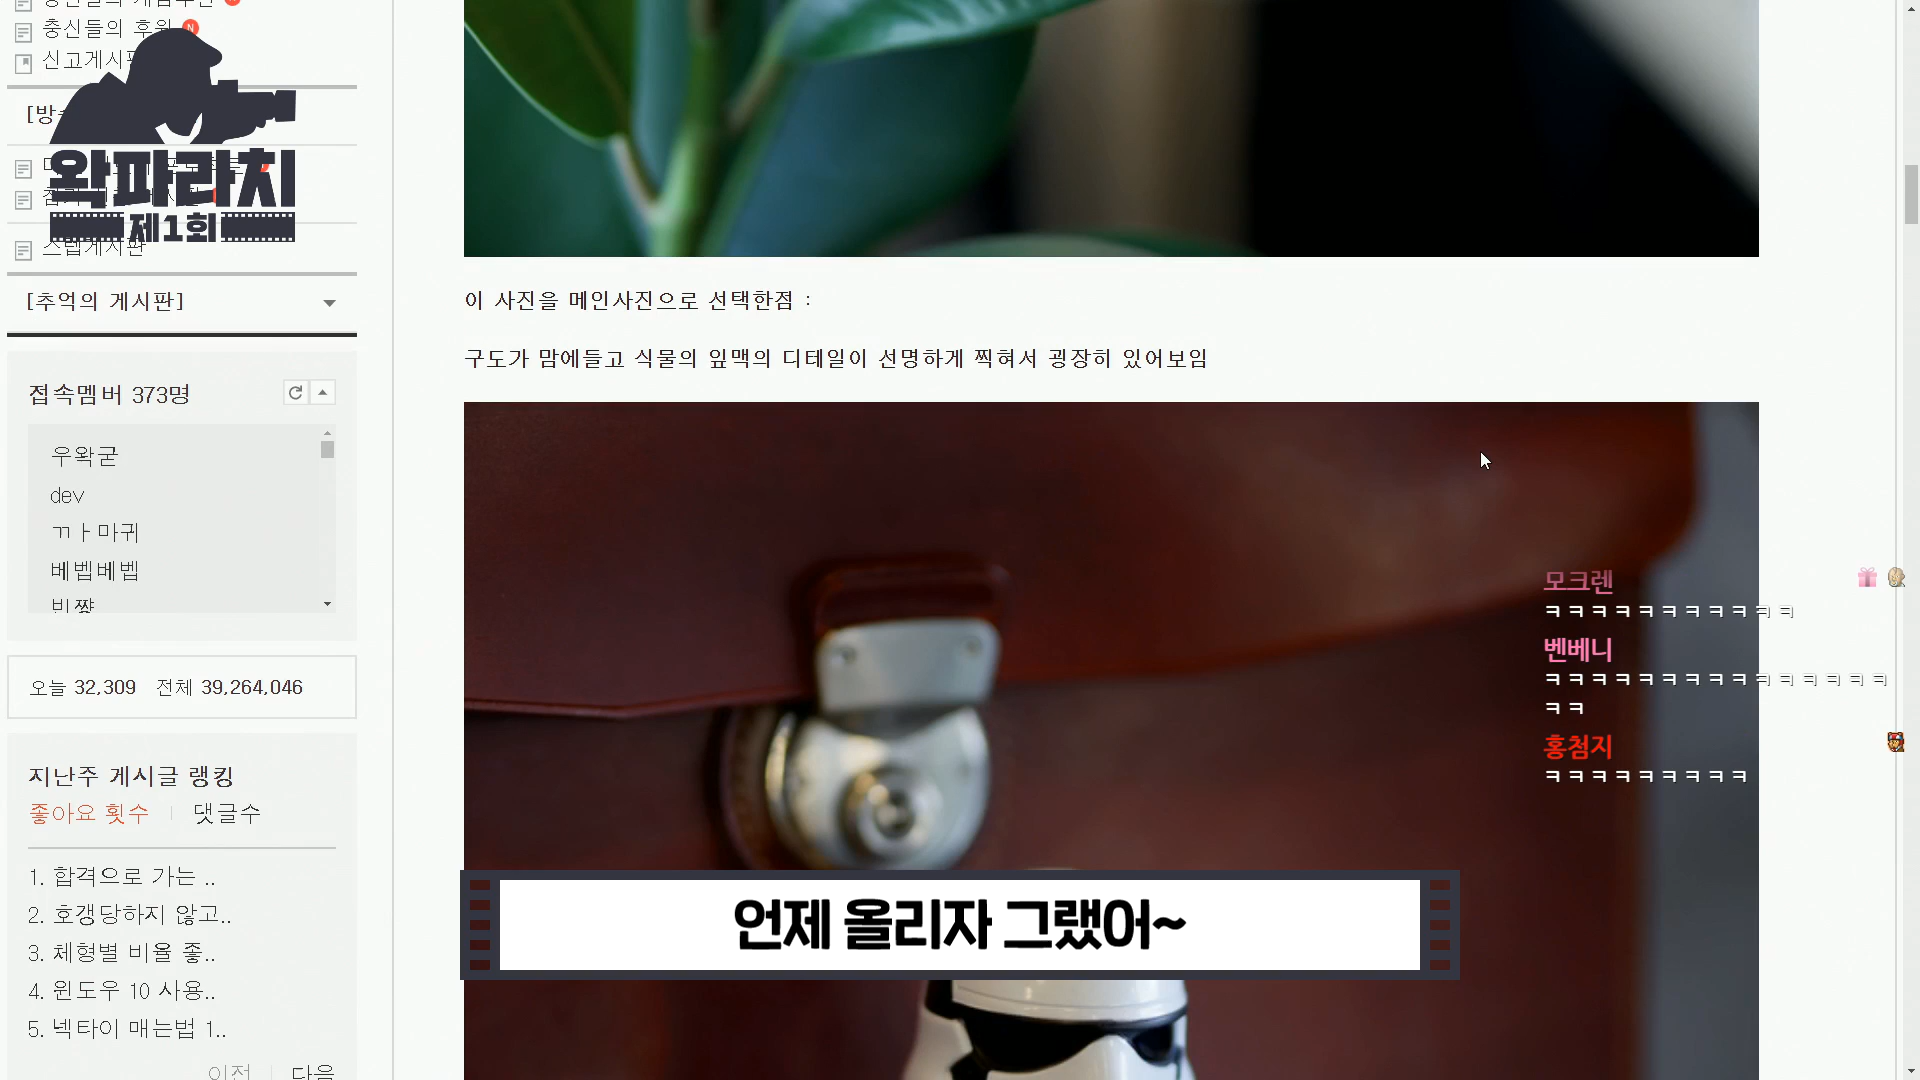 충신들의 후원
N
신고게시판
[방송
왁파라치
제1회
스텝게시판
[추억의 게시판]
접속멤버 373명
우왁굳
dev
ㄲㅏ마귀
베벱베벱
빈쨩
오늘 32,309 전체 39,264,046
지난주 게시글 랭킹
좋아요 횟수
댓글수
1. 합격으로 가는 ..
2. 호갱당하지 않고..
3. 체형별 비율 좋..
4. 윈도우 10 사용..
5. 넥타이 매는법 1..
이전
다음
이 사진을 메인사진으로 선택한점 :
구도가 맘에들고 식물의 잎맥의 디테일이 선명하게 찍혀서 굉장히 있어보임
모크렌
ㅋㅋㅋㅋㅋㅋㅋㅋㅋㅋㅋ
벤베니
ㅋㅋㅋㅋㅋㅋㅋㅋㅋㅋㅋㅋㅋㅋㅋ
ㅋㅋ
홍첨지
ㅋㅋㅋㅋㅋㅋㅋㅋㅋ
언제 올리자 그랬어~